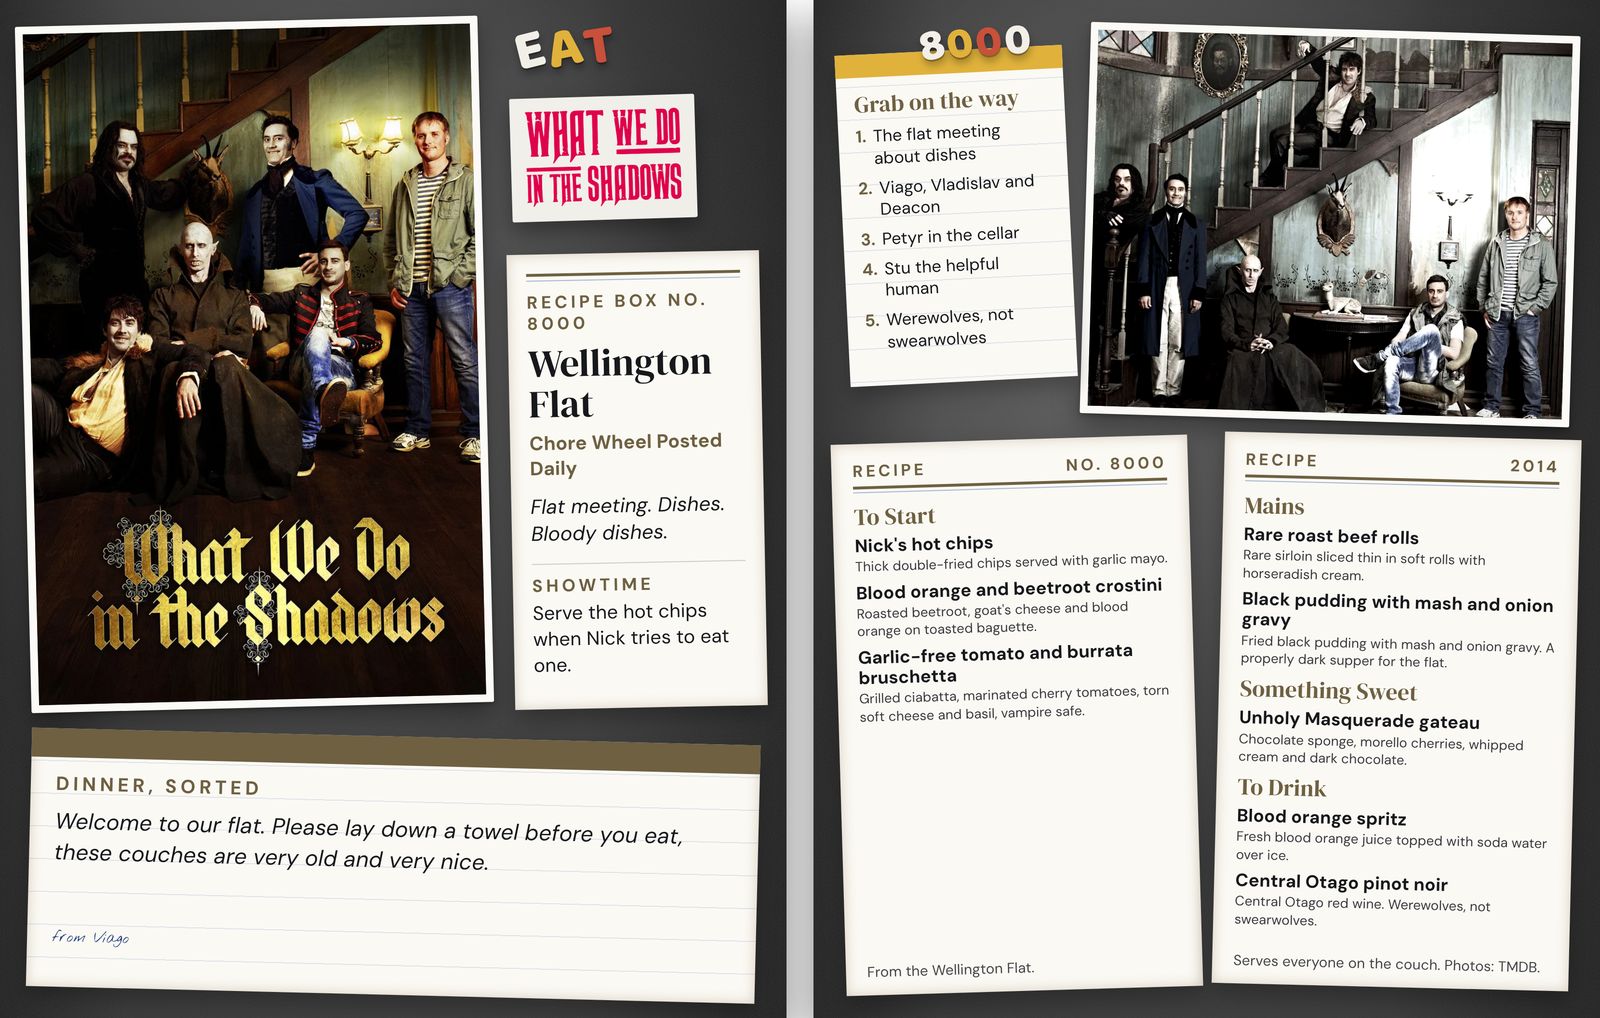 EAT
WHAT WE DO
IN THE SHADOWS
What We Do
in the Shadows
RECIPE BOX NO.
8000
Wellington
Flat
Chore Wheel Posted
Daily
Flat meeting. Dishes.
Bloody dishes.
SHOWTIME
Serve the hot chips
when Nick tries to eat
one.
DINNER, SORTED
Welcome to our flat. Please lay down a towel before you eat,
these couches are very old and very nice.
from Viago
8000
Grab on the way
1. The flat meeting
about dishes
2. Viago, Vladislav and
Deacon
3. Petyr in the cellar
4. Stu the helpful
human
5. Werewolves, not
swearwolves
RECIPE NO. 8000
To Start
Nick's hot chips
Thick double-fried chips served with garlic mayo.
Blood orange and beetroot crostini
Roasted beetroot, goat's cheese and blood
orange on toasted baguette.
Garlic-free tomato and burrata
bruschetta
Grilled ciabatta, marinated cherry tomatoes, torn
soft cheese and basil, vampire safe.
From the Wellington Flat.
RECIPE 2014
Mains
Rare roast beef rolls
Rare sirloin sliced thin in soft rolls with
horseradish cream.
Black pudding with mash and onion
gravy
Fried black pudding with mash and onion gravy. A
properly dark supper for the flat.
Something Sweet
Unholy Masquerade gateau
Chocolate sponge, morello cherries, whipped
cream and dark chocolate.
To Drink
Blood orange spritz
Fresh blood orange juice topped with soda water
over ice.
Central Otago pinot noir
Central Otago red wine. Werewolves, not
swearwolves.
Serves everyone on the couch. Photos: TMDB.